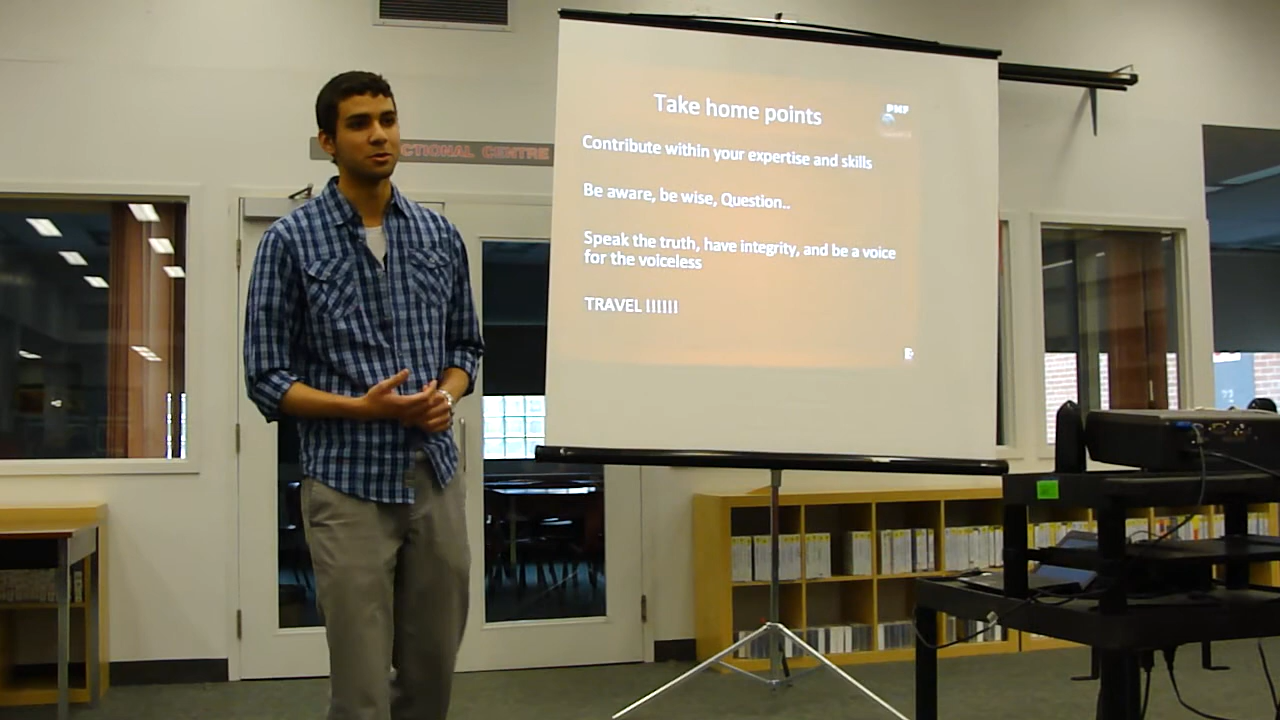 CTIONAL CENTRE
Take home points
PMF
Contribute within your expertise and skills
Be aware, be wise, Question..
Speak the truth, have integrity, and be a voice
for the voiceless
TRAVEL !!!!!!